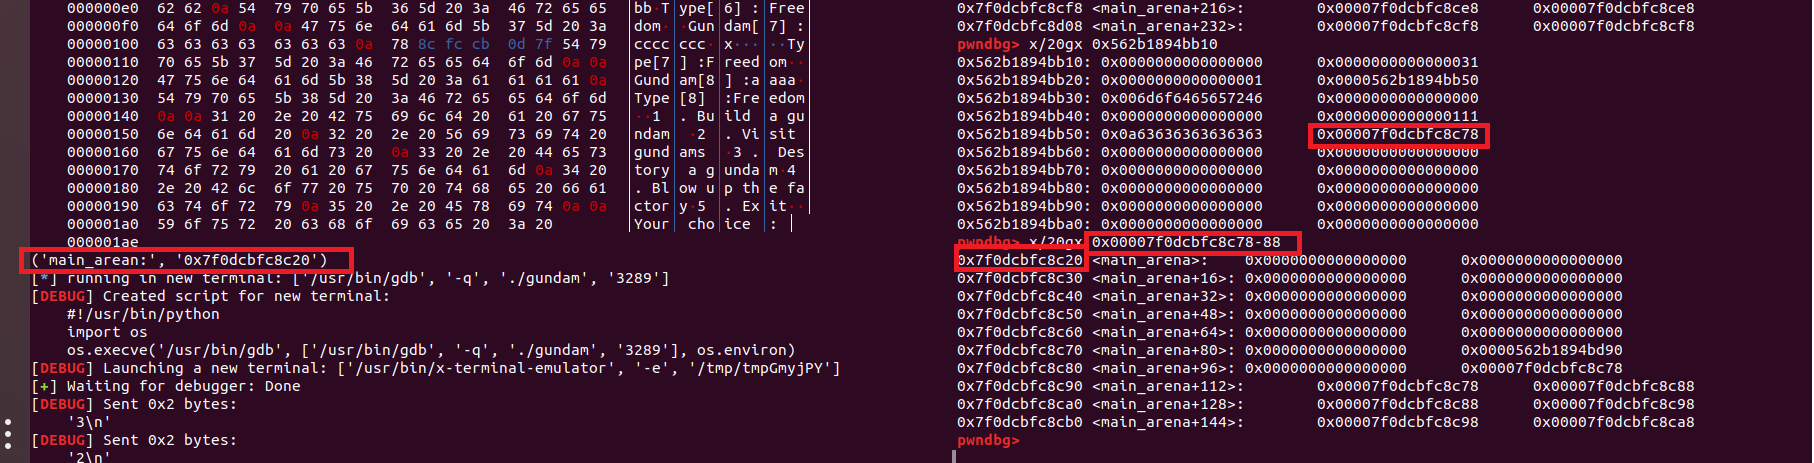 000000e0  62 62 0a 54  79 70 65 5b  36 5d 20 3a  46 72 65 65  │bb·T│ype[│6] :│Free│
000000f0  64 6f 6d 0a  0a 47 75 6e  64 61 6d 5b  37 5d 20 3a  │dom·│·Gun│dam[│7] :│
00000100  63 63 63 63  63 63 63 0a  78 8c fc cb  0d 7f 54 79  │cccc│ccc·│x···│··Ty│
00000110  70 65 5b 37  5d 20 3a 46  72 65 65 64  6f 6d 0a 0a  │pe[7│] :F│reed│om··│
00000120  47 75 6e 64  61 6d 5b 38  5d 20 3a 61  61 61 61 0a  │Gund│am[8│] :a│aaa·│
00000130  54 79 70 65  5b 38 5d 20  3a 46 72 65  65 64 6f 6d  │Type│[8] │:Fre│edom│
00000140  0a 0a 31 20  2e 20 42 75  69 6c 64 20  61 20 67 75  │··1 │. Bu│ild │a gu│
00000150  6e 64 61 6d  20 0a 32 20  2e 20 56 69  73 69 74 20  │ndam│ ·2 │. Vi│sit │
00000160  67 75 6e 64  61 6d 73 20  0a 33 20 2e  20 44 65 73  │gund│ams │·3 .│ Des│
00000170  74 6f 72 79  20 61 20 67  75 6e 64 61  6d 0a 34 20  │tory│ a g│unda│m·4 │
00000180  2e 20 42 6c  6f 77 20 75  70 20 74 68  65 20 66 61  │. Bl│ow u│p th│e fa│
00000190  63 74 6f 72  79 0a 35 20  2e 20 45 78  69 74 0a 0a  │ctor│y·5 │. Ex│it··│
000001a0  59 6f 75 72  20 63 68 6f  69 63 65 20  3a 20  │Your│ cho│ice │: │
000001ae
('main_arean:', '0x7f0dcbfc8c20')
[*] running in new terminal: ['/usr/bin/gdb', '-q', './gundam', '3289']
[DEBUG] Created script for new terminal:
#!/usr/bin/python
import os
os.execve('/usr/bin/gdb', ['/usr/bin/gdb', '-q', './gundam', '3289'], os.environ)
[DEBUG] Launching a new terminal: ['/usr/bin/x-terminal-emulator', '-e', '/tmp/tmpGmyjPY']
[+] Waiting for debugger: Done
[DEBUG] Sent 0x2 bytes:
'3\n'
[DEBUG] Sent 0x2 bytes:
'2\n'
0x7f0dcbfc8cf8 <main_arena+216>: 0x00007f0dcbfc8ce8 0x00007f0dcbfc8ce8
0x7f0dcbfc8d08 <main_arena+232>: 0x00007f0dcbfc8cf8 0x00007f0dcbfc8cf8
pwndbg> x/20gx 0x562b1894bb10
0x562b1894bb10: 0x0000000000000000 0x0000000000000031
0x562b1894bb20: 0x0000000000000001 0x0000562b1894bb50
0x562b1894bb30: 0x006d6f6465657246 0x0000000000000000
0x562b1894bb40: 0x0000000000000000 0x0000000000000111
0x562b1894bb50: 0x0a63636363636363 0x00007f0dcbfc8c78
0x562b1894bb60: 0x0000000000000000 0x0000000000000000
0x562b1894bb70: 0x0000000000000000 0x0000000000000000
0x562b1894bb80: 0x0000000000000000 0x0000000000000000
0x562b1894bb90: 0x0000000000000000 0x0000000000000000
0x562b1894bba0: 0x0000000000000000 0x0000000000000000
pwndbg> x/20gx 0x00007f0dcbfc8c78-88
0x7f0dcbfc8c20 <main_arena>: 0x0000000000000000 0x0000000000000000
0x7f0dcbfc8c30 <main_arena+16>: 0x0000000000000000 0x0000000000000000
0x7f0dcbfc8c40 <main_arena+32>: 0x0000000000000000 0x0000000000000000
0x7f0dcbfc8c50 <main_arena+48>: 0x0000000000000000 0x0000000000000000
0x7f0dcbfc8c60 <main_arena+64>: 0x0000000000000000 0x0000000000000000
0x7f0dcbfc8c70 <main_arena+80>: 0x0000000000000000 0x0000562b1894bd90
0x7f0dcbfc8c80 <main_arena+96>: 0x0000000000000000 0x00007f0dcbfc8c78
0x7f0dcbfc8c90 <main_arena+112>: 0x00007f0dcbfc8c78 0x00007f0dcbfc8c88
0x7f0dcbfc8ca0 <main_arena+128>: 0x00007f0dcbfc8c88 0x00007f0dcbfc8c98
0x7f0dcbfc8cb0 <main_arena+144>: 0x00007f0dcbfc8c98 0x00007f0dcbfc8ca8
pwndbg>